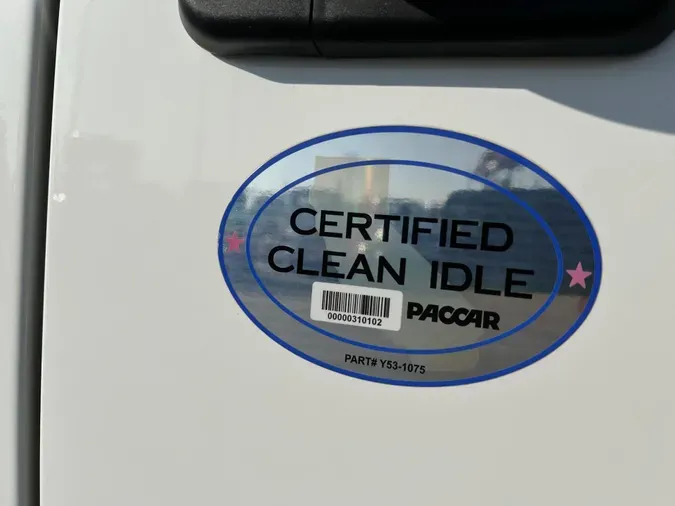 CERTIFIED
CLEAN IDLE
00000310102
PACCAR
PART# Y53-1075